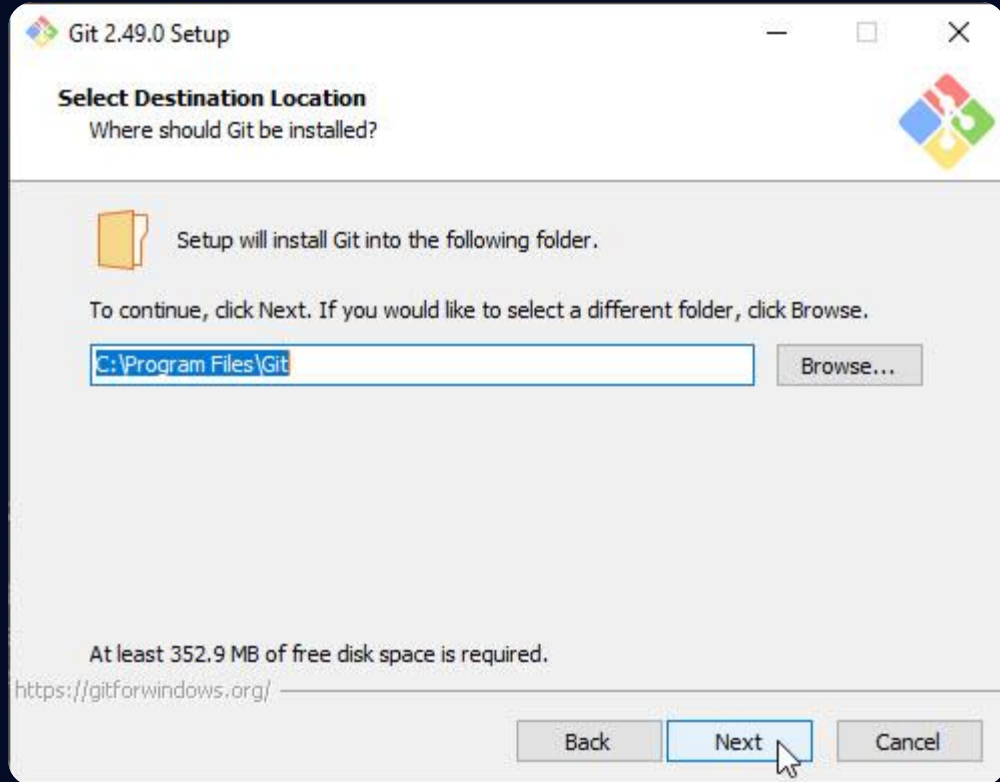 Git 2.49.0 Setup
Select Destination Location
Where should Git be installed?
Setup will install Git into the following folder.
To continue, click Next. If you would like to select a different folder, click Browse.
C:\Program Files\Git
Browse...
At least 352.9 MB of free disk space is required.
https://gitforwindows.org/
Back
Next
Cancel